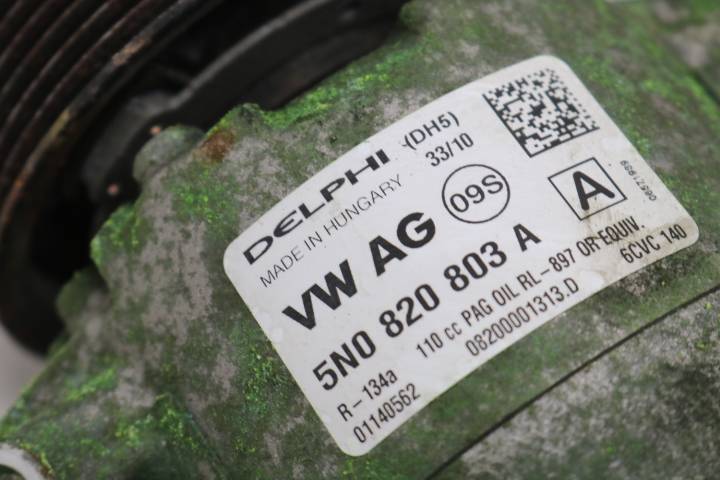 DELPHI (DH5)
MADE IN HUNGARY 33/10
VW AG 09S A
5N0 820 803 A
R-134a 110 cc PAG OIL RL-897 OR EQUIV.
01140562 08200001313.D 6CVC 140